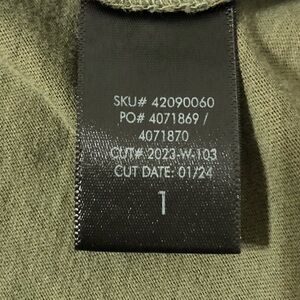 SKU# 42090060
PO# 4071869 /
4071870
CUT# 2023-W-103
CUT DATE: 01/24
1